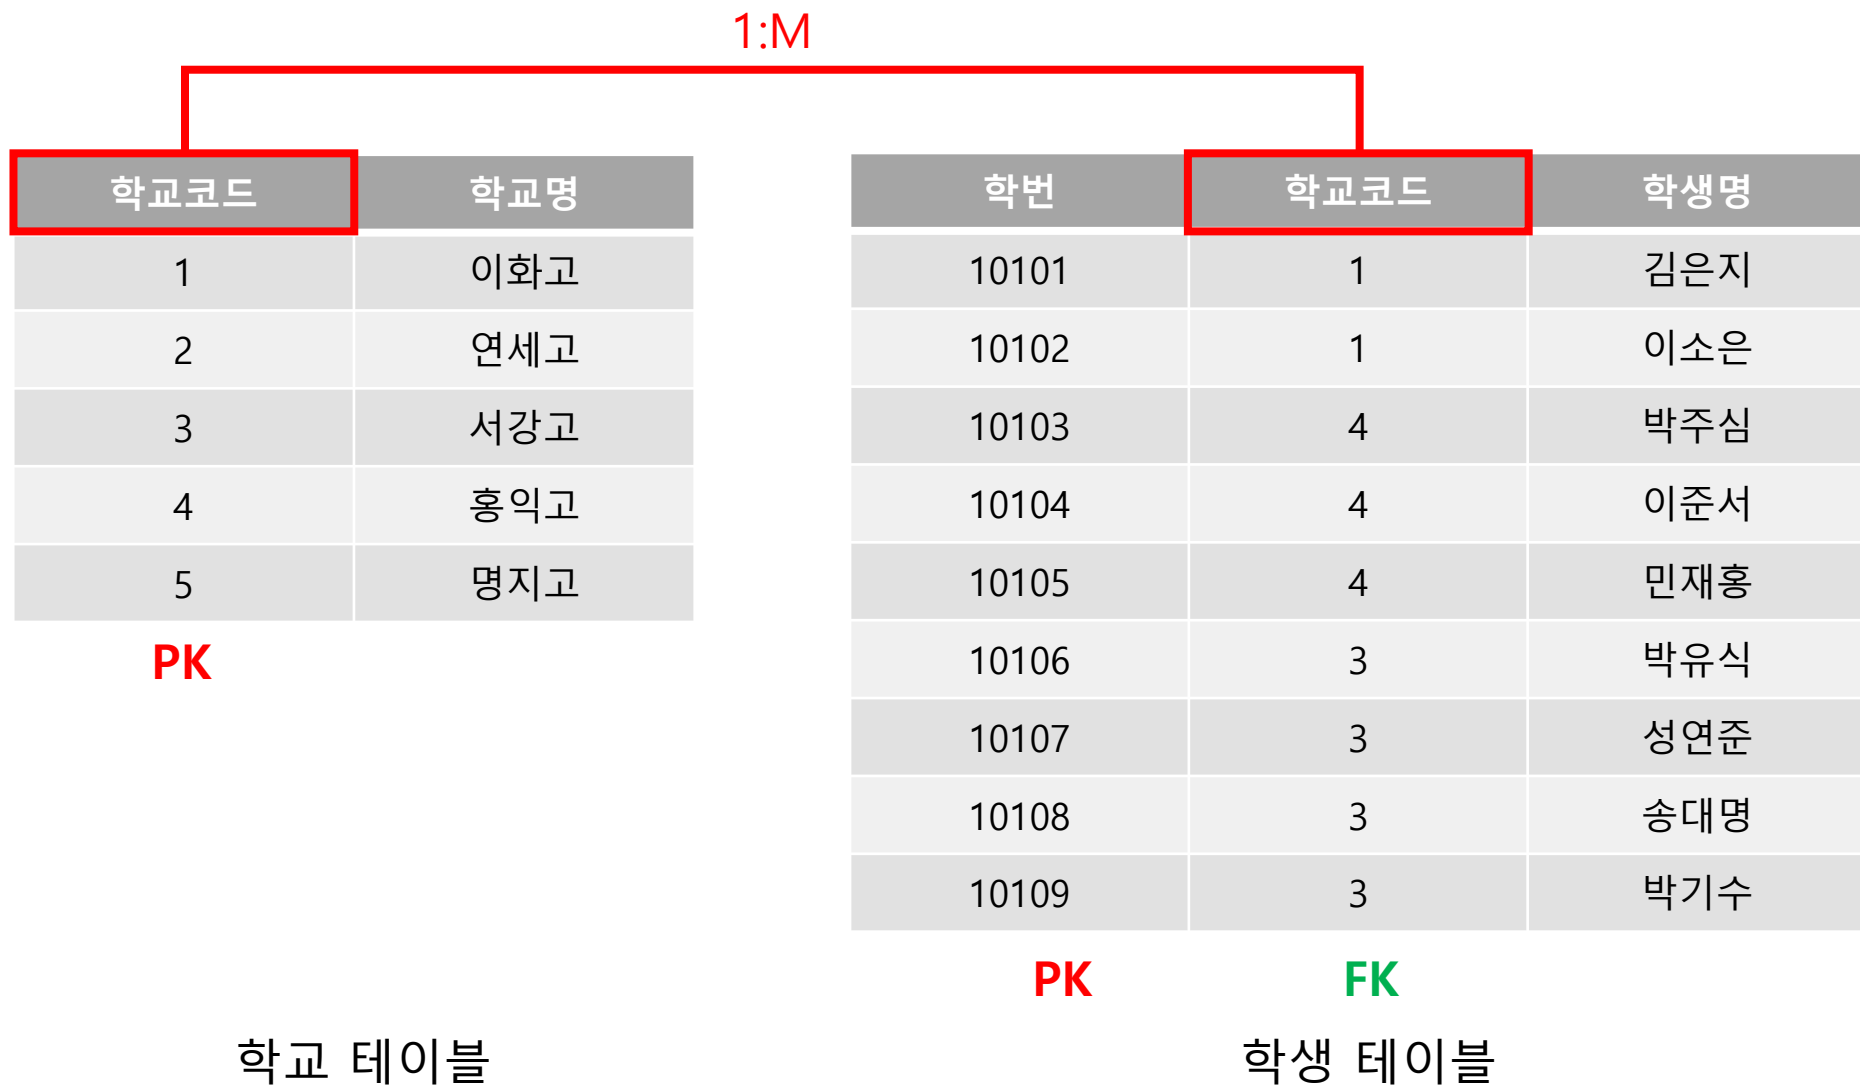 1:M
학교코드 학교명
1 이화고
2 연세고
3 서강고
4 홍익고
5 명지고
PK
학교 테이블
학번 학교코드 학생명
10101 1 김은지
10102 1 이소은
10103 4 박주심
10104 4 이준서
10105 4 민재홍
10106 3 박유식
10107 3 성연준
10108 3 송대명
10109 3 박기수
PK FK
학생 테이블